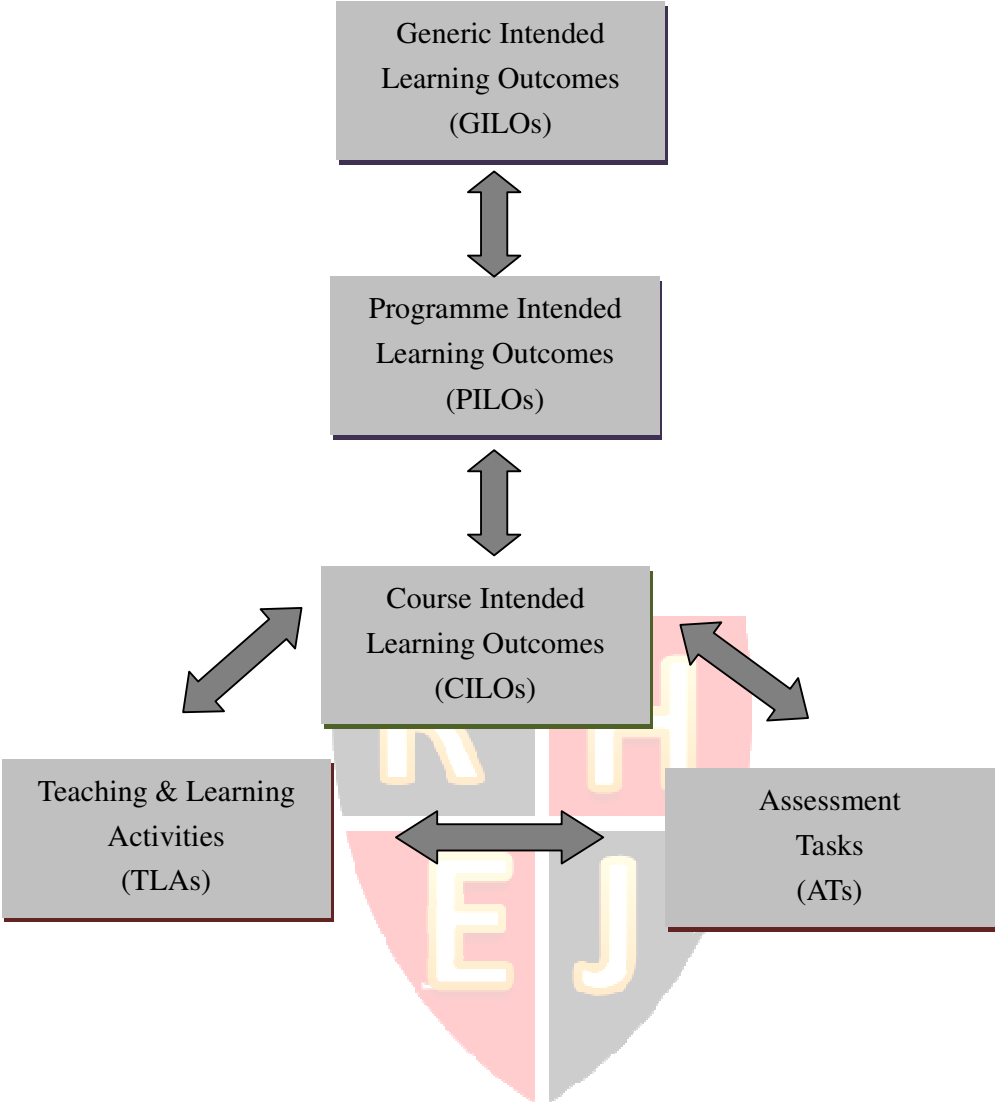 Generic Intended
Learning Outcomes
(GILOs)
Programme Intended
Learning Outcomes
(PILOs)
Course Intended
Learning Outcomes
(CILOs)
Teaching & Learning
Activities
(TLAs)
Assessment
Tasks
(ATs)
R H
E J